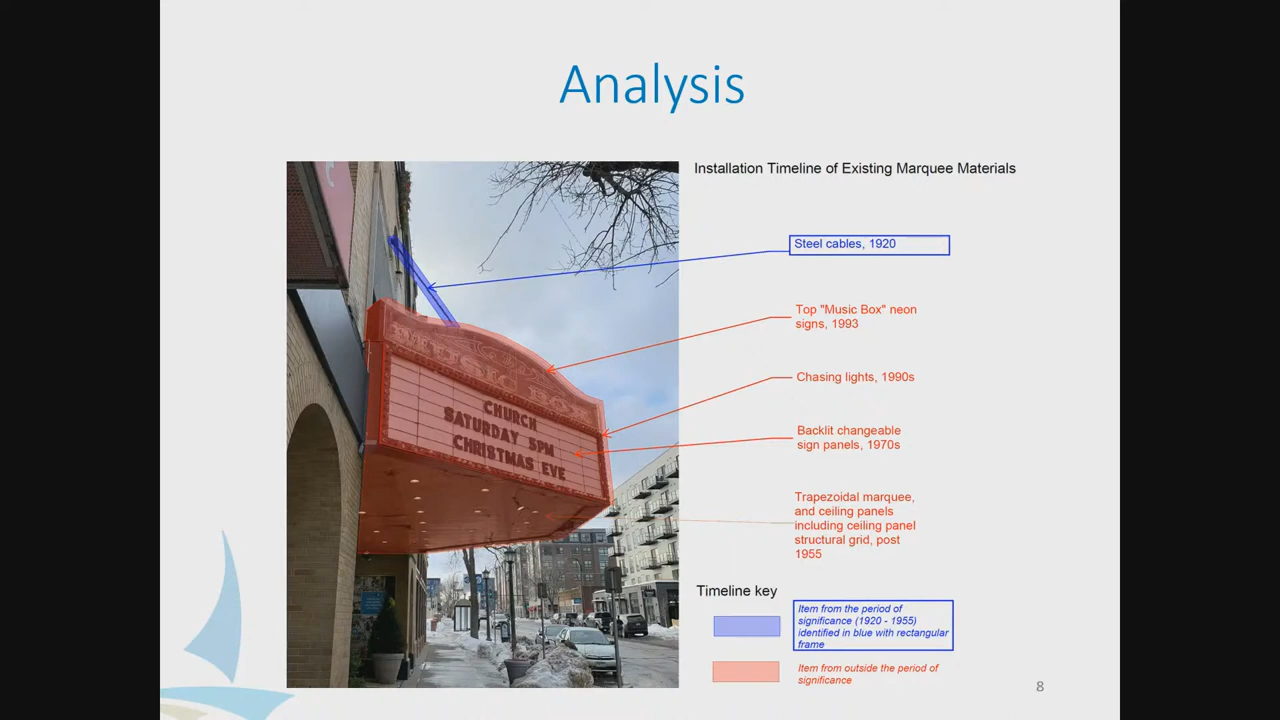 Analysis
Installation Timeline of Existing Marquee Materials
Steel cables, 1920
Top "Music Box" neon
signs, 1993
Chasing lights, 1990s
Backlit changeable
sign panels, 1970s
Trapezoidal marquee,
and ceiling panels
including ceiling panel
structural grid, post
1955
MUSIC BOX
CHURCH
SATURDAY 5PM
CHRISTMAS EVE
Timeline key
Item from the period of
significance (1920 - 1955)
identified in blue with rectangular
frame
Item from outside the period of
significance
8